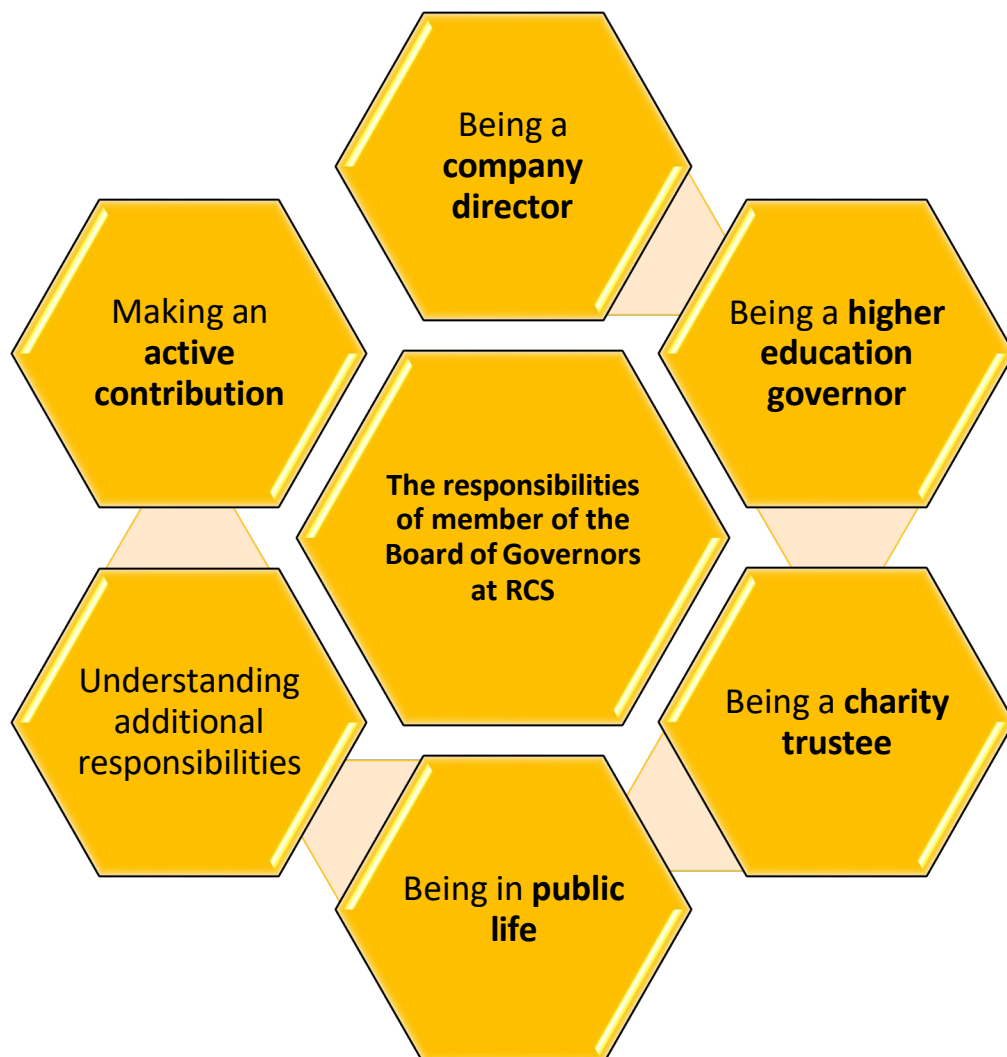 Being a
company
director
Being a higher
education
governor
Being a charity
trustee
Being in public
life
Understanding
additional
responsibilities
Making an
active
contribution
The responsibilities
of member of the
Board of Governors
at RCS